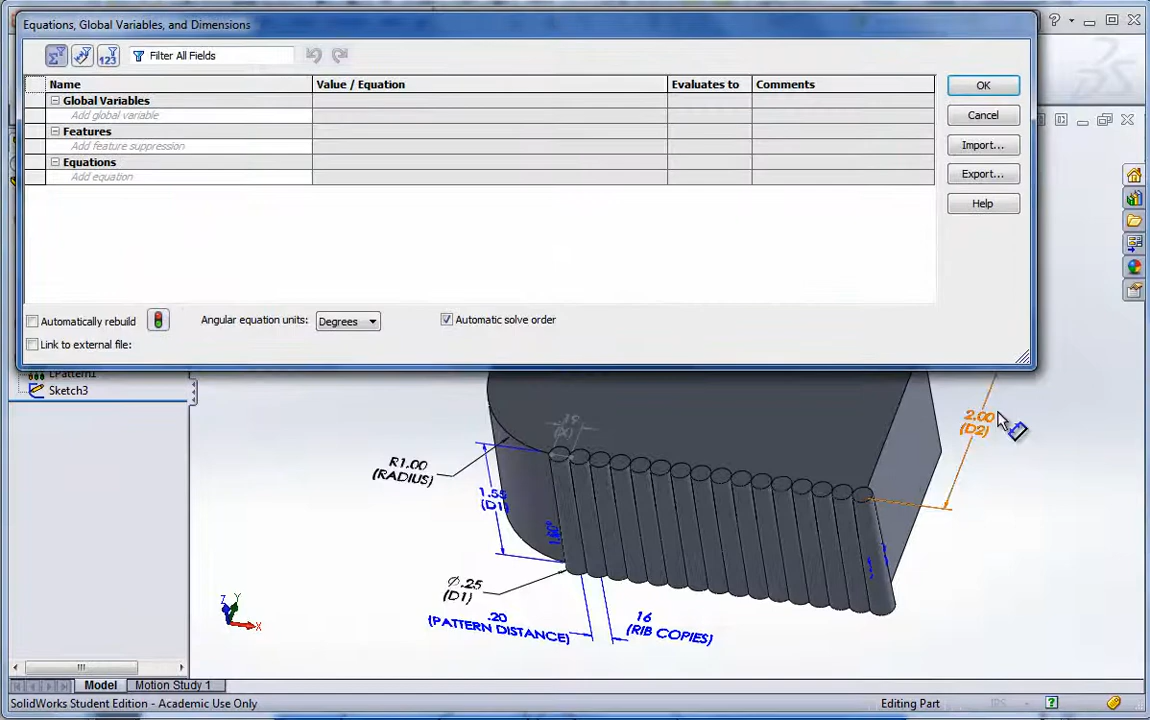 Equations, Global Variables, and Dimensions
?
Filter All Fields
Name Value / Equation Evaluates to Comments
Global Variables
Add global variable
Features
Add feature suppression
Equations
Add equation
OK
Cancel
Import...
Export...
Help
Automatically rebuild Angular equation units: Degrees Automatic solve order
Link to external file:
LPattern1
Sketch3
2.00
(D2)
R1.00
(RADIUS)
1.55
(D1)
Ø.25
(D1)
.20
(PATTERN DISTANCE)
16
(RIB COPIES)
Z Y
X
Model Motion Study 1
SolidWorks Student Edition - Academic Use Only Editing Part IPS ?